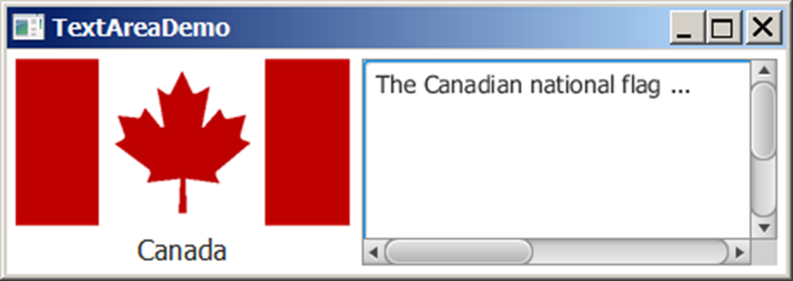 TextAreaDemo
The Canadian national flag ...
Canada